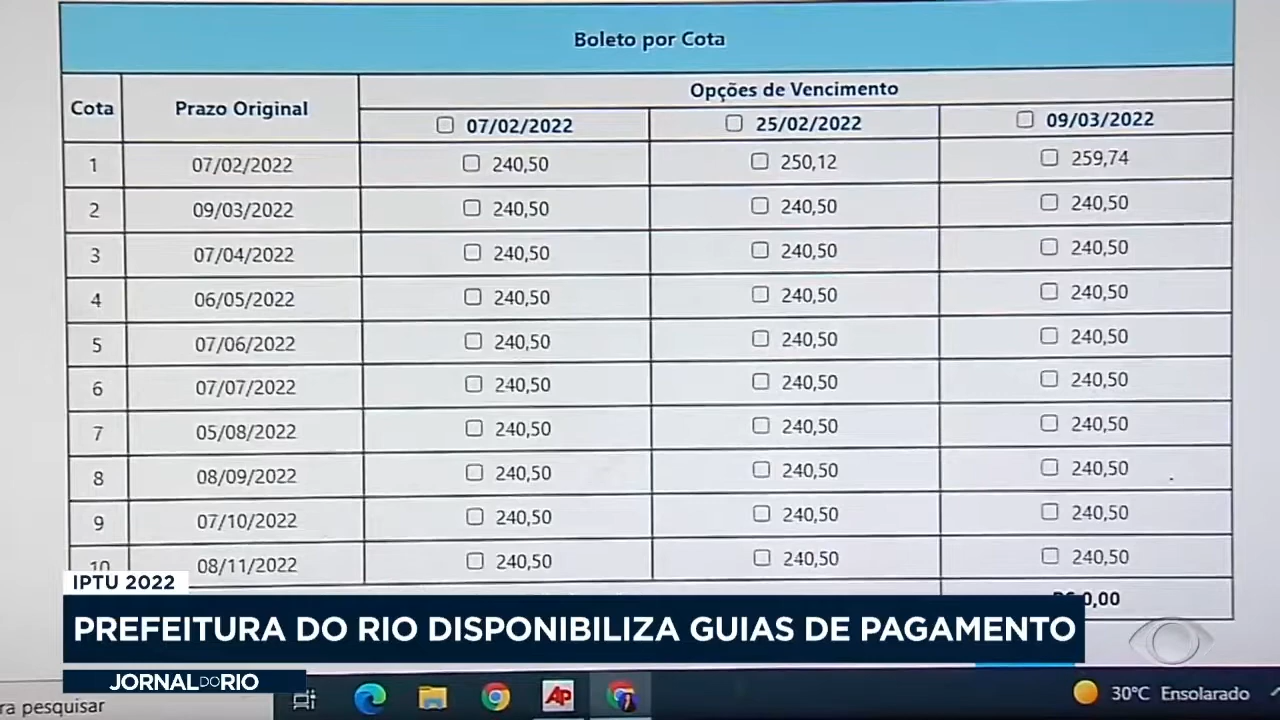 Boleto por Cota
Cota Prazo Original Opções de Vencimento
07/02/2022 25/02/2022 09/03/2022
1 07/02/2022 240,50 250,12 259,74
2 09/03/2022 240,50 240,50 240,50
3 07/04/2022 240,50 240,50 240,50
4 06/05/2022 240,50 240,50 240,50
5 07/06/2022 240,50 240,50 240,50
6 07/07/2022 240,50 240,50 240,50
7 05/08/2022 240,50 240,50 240,50
8 08/09/2022 240,50 240,50 240,50
9 07/10/2022 240,50 240,50 240,50
10 08/11/2022 240,50 240,50 240,50
0,00
IPTU 2022
PREFEITURA DO RIO DISPONIBILIZA GUIAS DE PAGAMENTO
JORNAL DO RIO
ra pesquisar AP 30°C Ensolarado